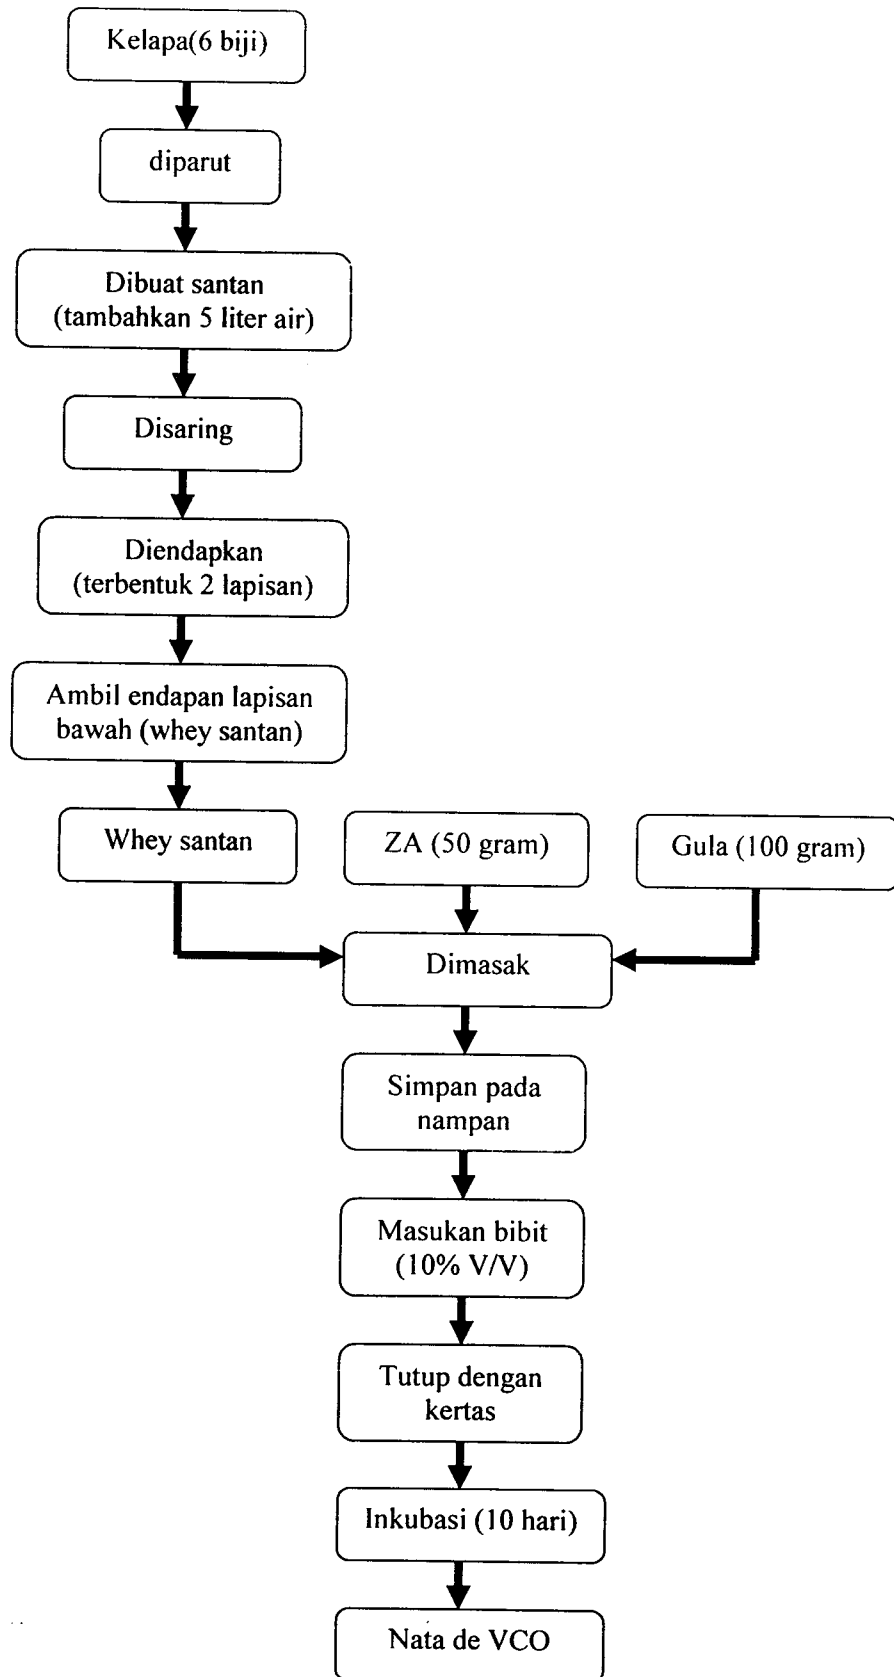 Kelapa(6 biji)
diparut
Dibuat santan
(tambahkan 5 liter air)
Disaring
Diendapkan
(terbentuk 2 lapisan)
Ambil endapan lapisan
bawah (whey santan)
Whey santan
ZA (50 gram)
Gula (100 gram)
Dimasak
Simpan pada
nampan
Masukan bibit
(10% V/V)
Tutup dengan
kertas
Inkubasi (10 hari)
Nata de VCO